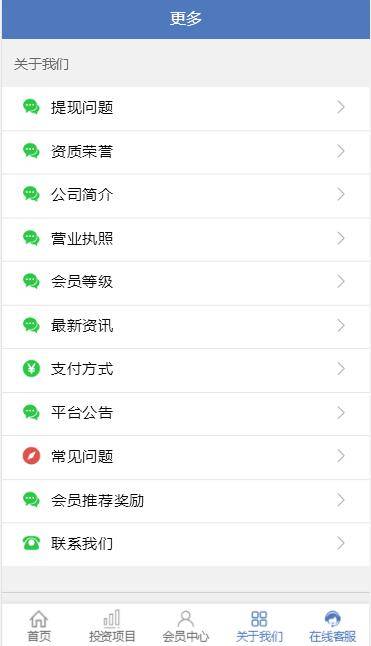 更多
关于我们
提现问题
资质荣誉
公司简介
营业执照
会员等级
最新资讯
支付方式
平台公告
常见问题
会员推荐奖励
联系我们
首页
投资项目
会员中心
关于我们
在线客服